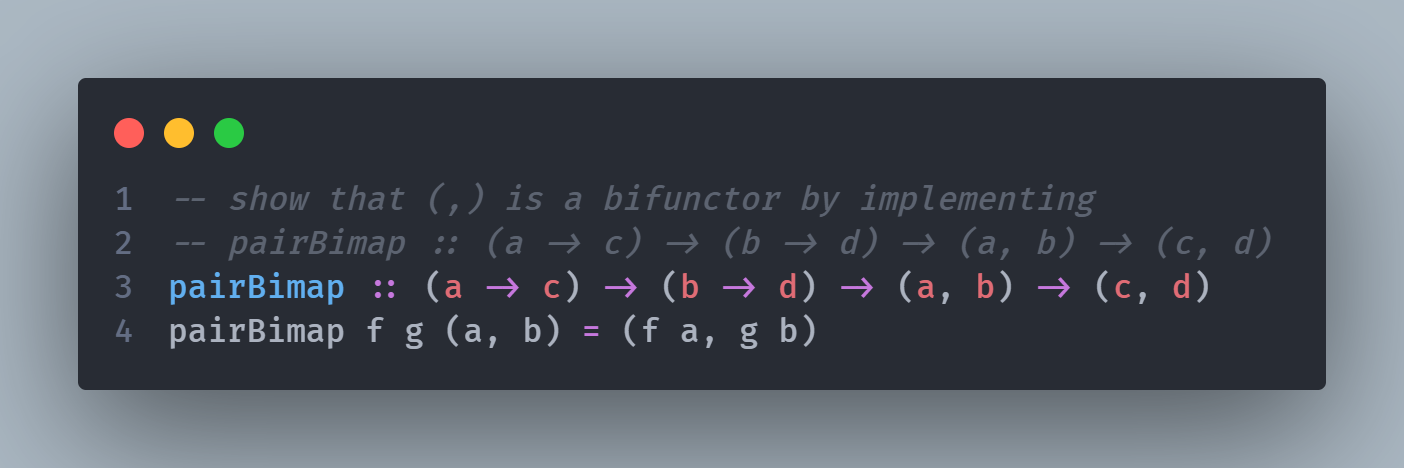 1 -- show that (,) is a bifunctor by implementing
2 -- pairBimap :: (a -> c) -> (b -> d) -> (a, b) -> (c, d)
3 pairBimap :: (a -> c) -> (b -> d) -> (a, b) -> (c, d)
4 pairBimap f g (a, b) = (f a, g b)